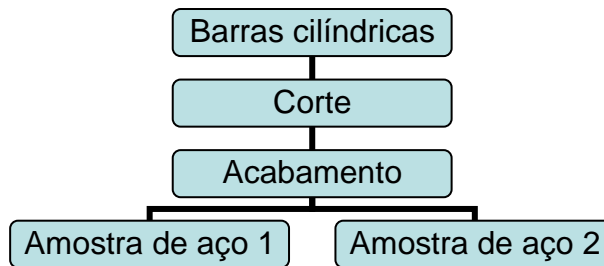 Barras cilíndricas
Corte
Acabamento
Amostra de aço 1
Amostra de aço 2